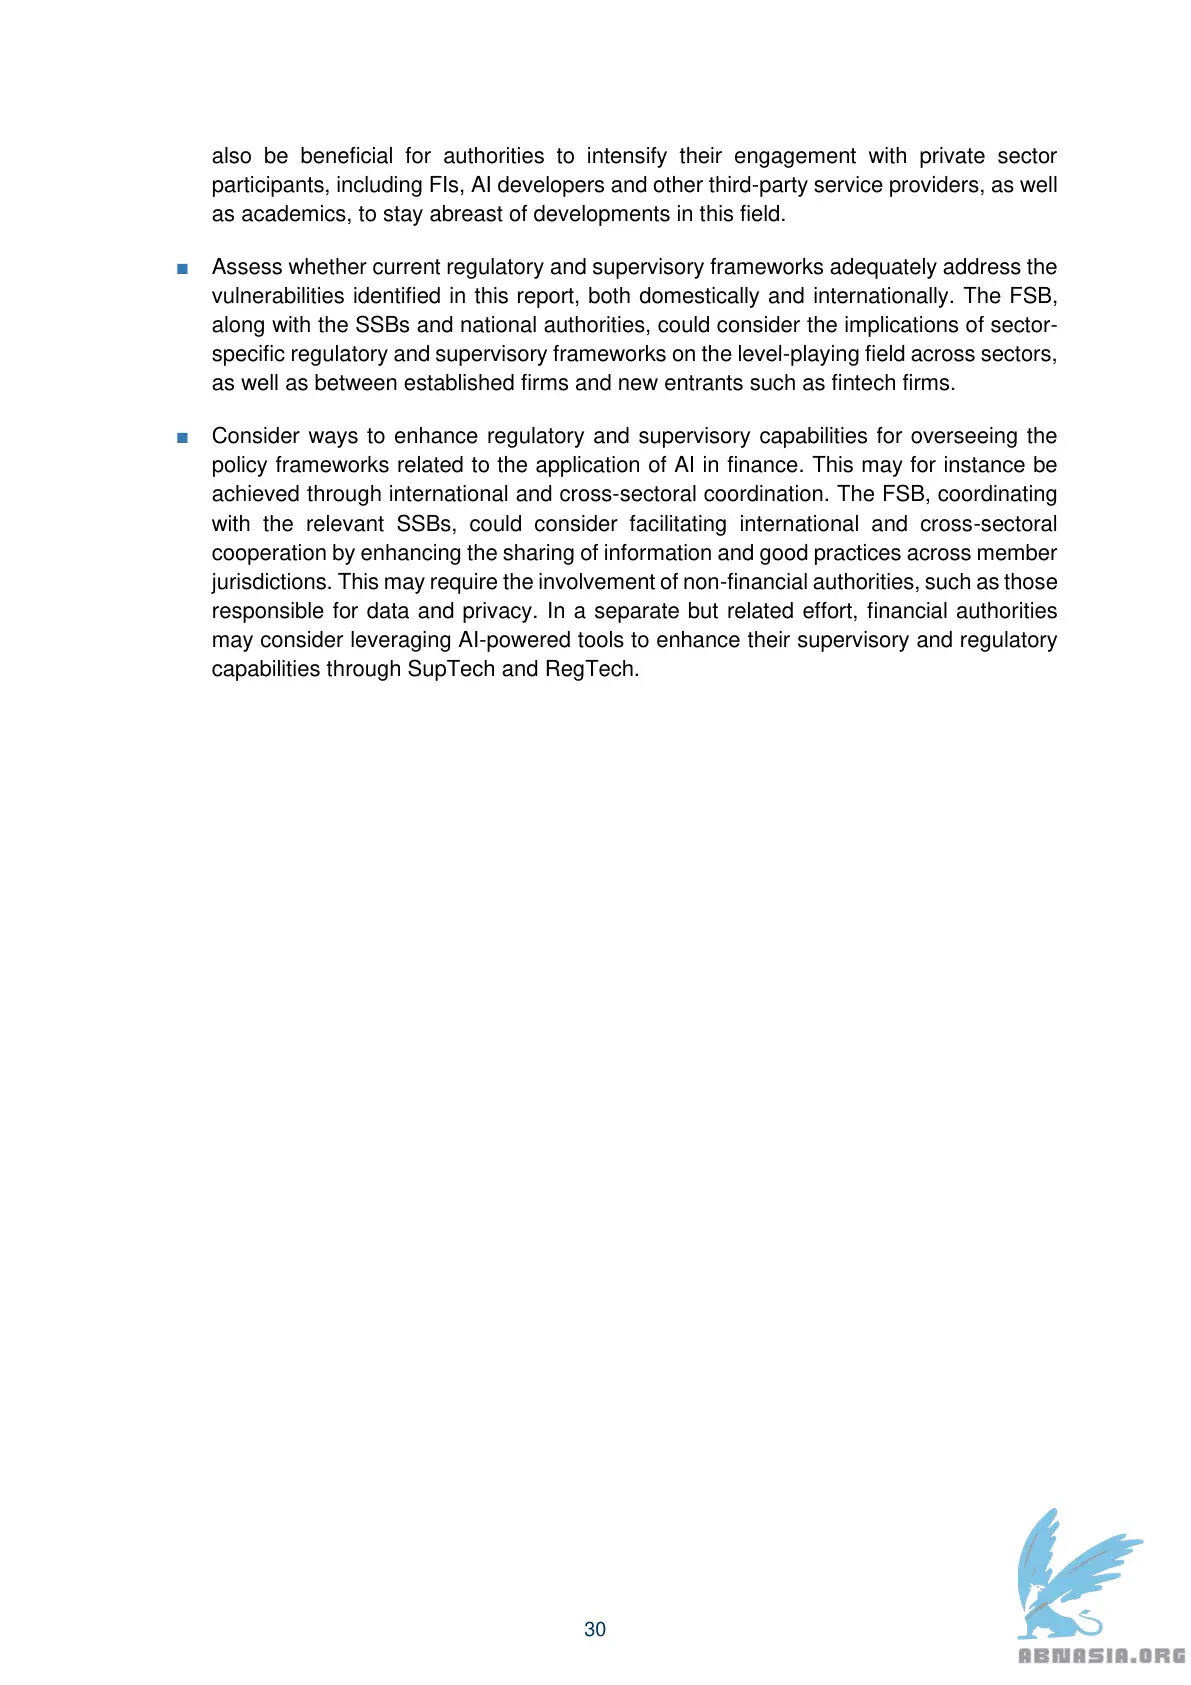 also be beneficial for authorities to intensify their engagement with private sector
participants, including FIs, AI developers and other third-party service providers, as well
as academics, to stay abreast of developments in this field.
■ Assess whether current regulatory and supervisory frameworks adequately address the
vulnerabilities identified in this report, both domestically and internationally. The FSB,
along with the SSBs and national authorities, could consider the implications of sector-
specific regulatory and supervisory frameworks on the level-playing field across sectors,
as well as between established firms and new entrants such as fintech firms.
■ Consider ways to enhance regulatory and supervisory capabilities for overseeing the
policy frameworks related to the application of AI in finance. This may for instance be
achieved through international and cross-sectoral coordination. The FSB, coordinating
with the relevant SSBs, could consider facilitating international and cross-sectoral
cooperation by enhancing the sharing of information and good practices across member
jurisdictions. This may require the involvement of non-financial authorities, such as those
responsible for data and privacy. In a separate but related effort, financial authorities
may consider leveraging AI-powered tools to enhance their supervisory and regulatory
capabilities through SupTech and RegTech.
30
ABNASIA.ORG